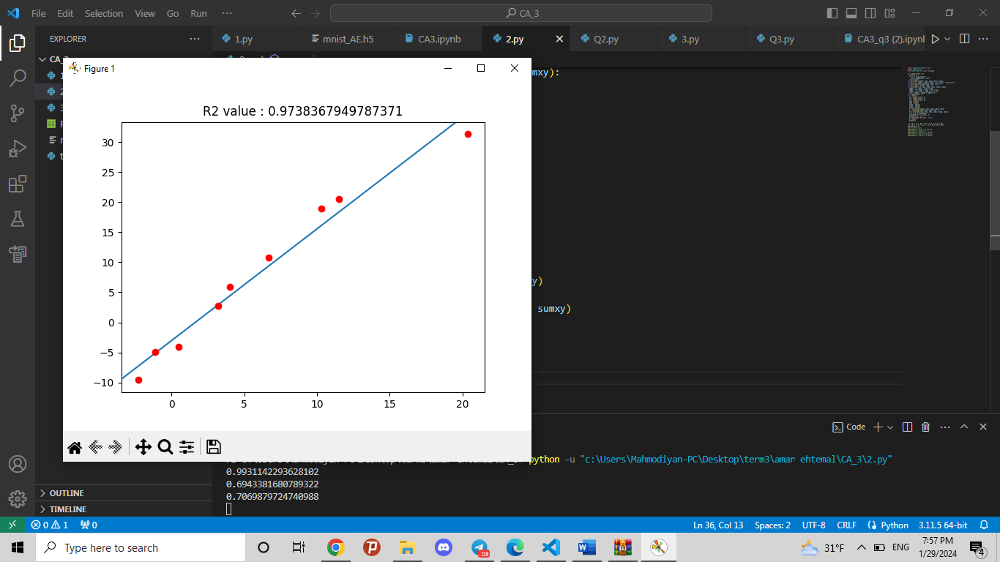 File Edit Selection View Go Run ··· CA_3
EXPLORER ···
1.py mnist_AE.h5 CA3.ipynb 2.py Q2.py 3.py Q3.py CA3_q3 (2).ipynb ···
CA_3
Figure 1
mxy):
R2 value : 0.9738367949787371
30
25
20
15
10
5
0
−5
−10
0 5 10 15 20
y)
sumxy)
Code
python -u "c:\Users\Mahmodiyan-PC\Desktop\term3\amar ehtemal\CA_3\2.py"
0.9931142293628102
0.6943381680789322
0.7069879724740988
OUTLINE
TIMELINE
0 1 0 Ln 36, Col 13 Spaces: 2 UTF-8 CRLF Python 3.11.5 64-bit
Type here to search .08 31°F ENG 7:57 PM
1/29/2024 4